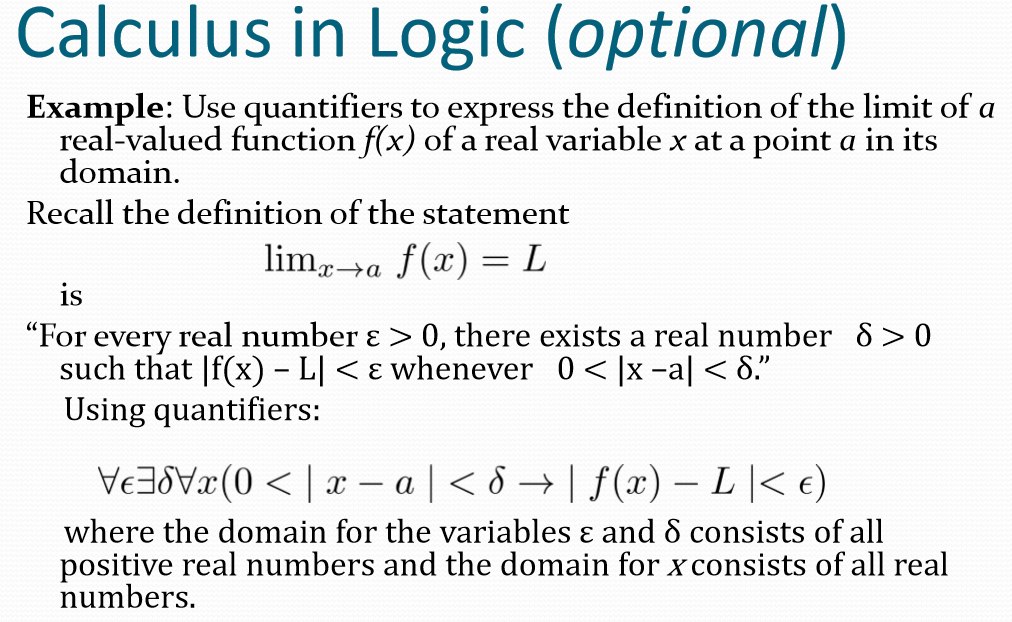 Calculus in Logic (optional)
Example: Use quantifiers to express the definition of the limit of a
real-valued function f(x) of a real variable x at a point a in its
domain.
Recall the definition of the statement
limₓ→ₐ f(x) = L
is
“For every real number ε > 0, there exists a real number δ > 0
such that |f(x) – L| < ε whenever 0 < |x –a| < δ.”
Using quantifiers:
∀ϵ∃δ∀x(0 < | x − a | < δ → | f(x) − L |< ϵ)
where the domain for the variables ε and δ consists of all
positive real numbers and the domain for x consists of all real
numbers.